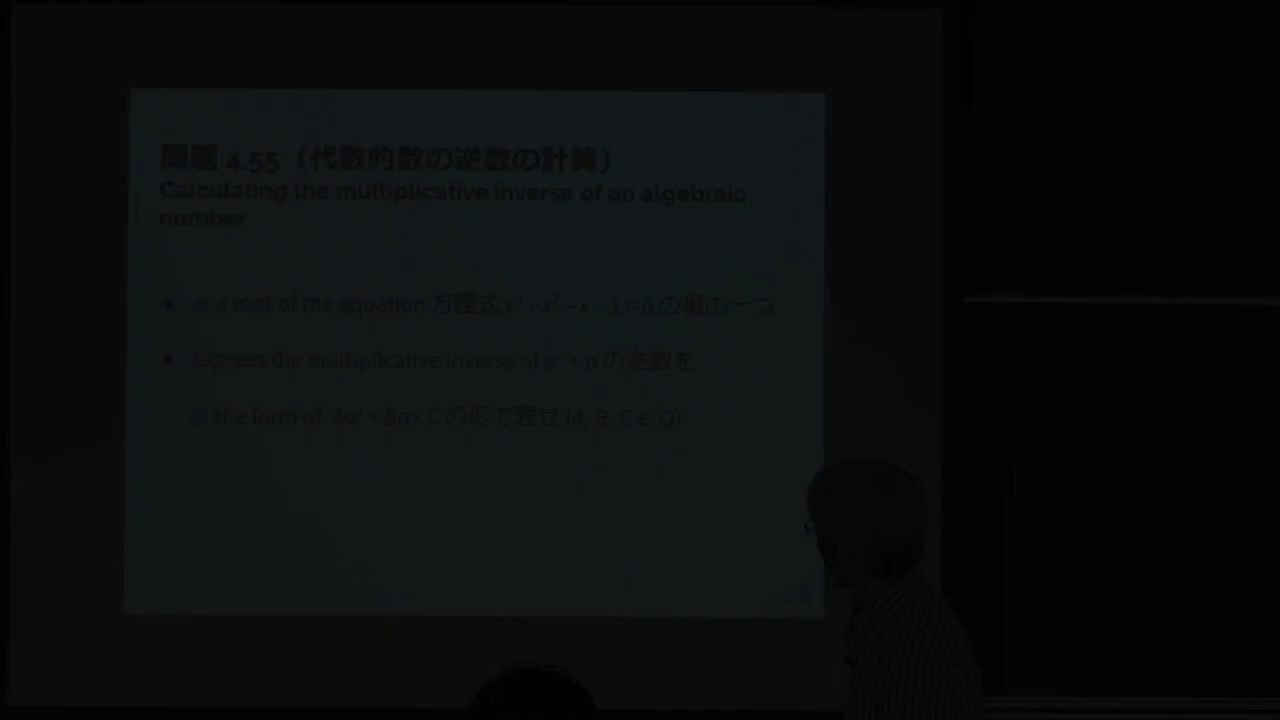 問題 4.55（代数的数の逆数の計算）
Calculating the multiplicative inverse of an algebraic
number
• α: a root of the equation 方程式 x³ - x² - x - 1 = 0 の根の一つ
• Express the multiplicative inverse of α² + α の逆数を
in the form of Aα² + Bα + C の形で表せ (A, B, C ∈ Q)